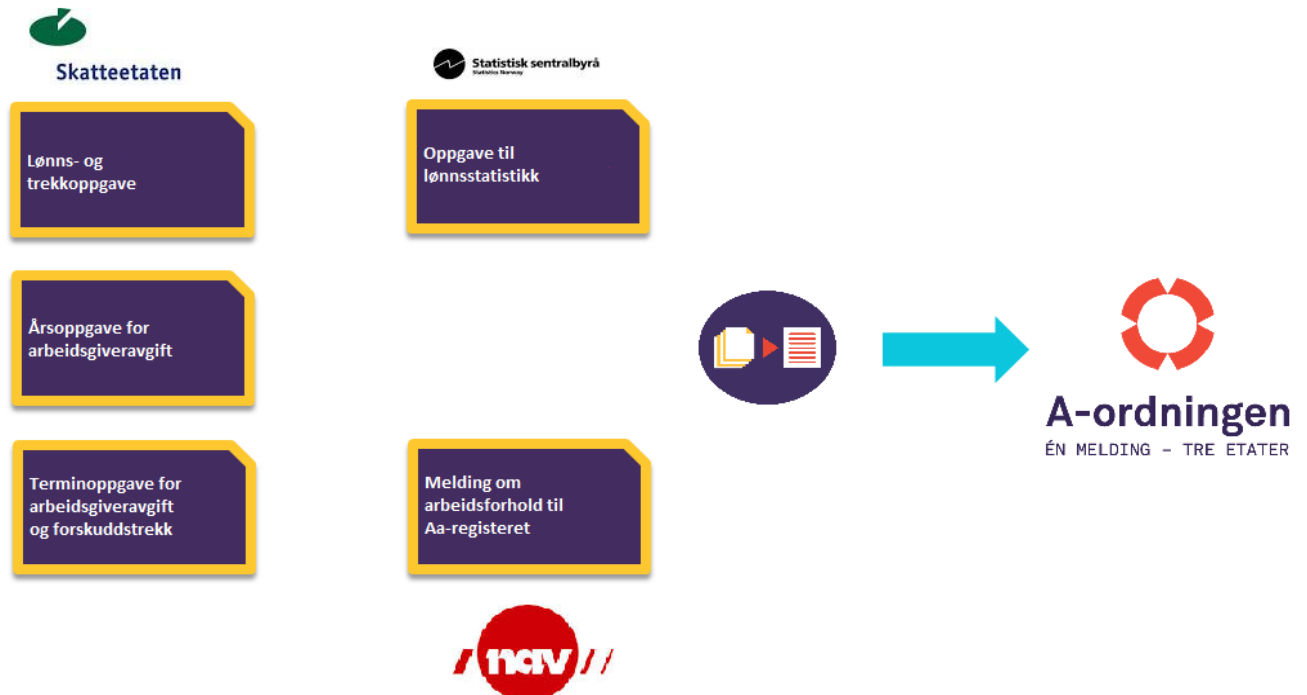 Skatteetaten
Lønns- og
trekkoppgave
Årsoppgave for
arbeidsgiveravgift
Terminoppgave for
arbeidsgiveravgift
og forskuddstrekk
Statistisk sentralbyrå
Statistics Norway
Oppgave til
lønnsstatistikk
Melding om
arbeidsforhold til
Aa-registeret
nav
A-ordningen
ÉN MELDING – TRE ETATER